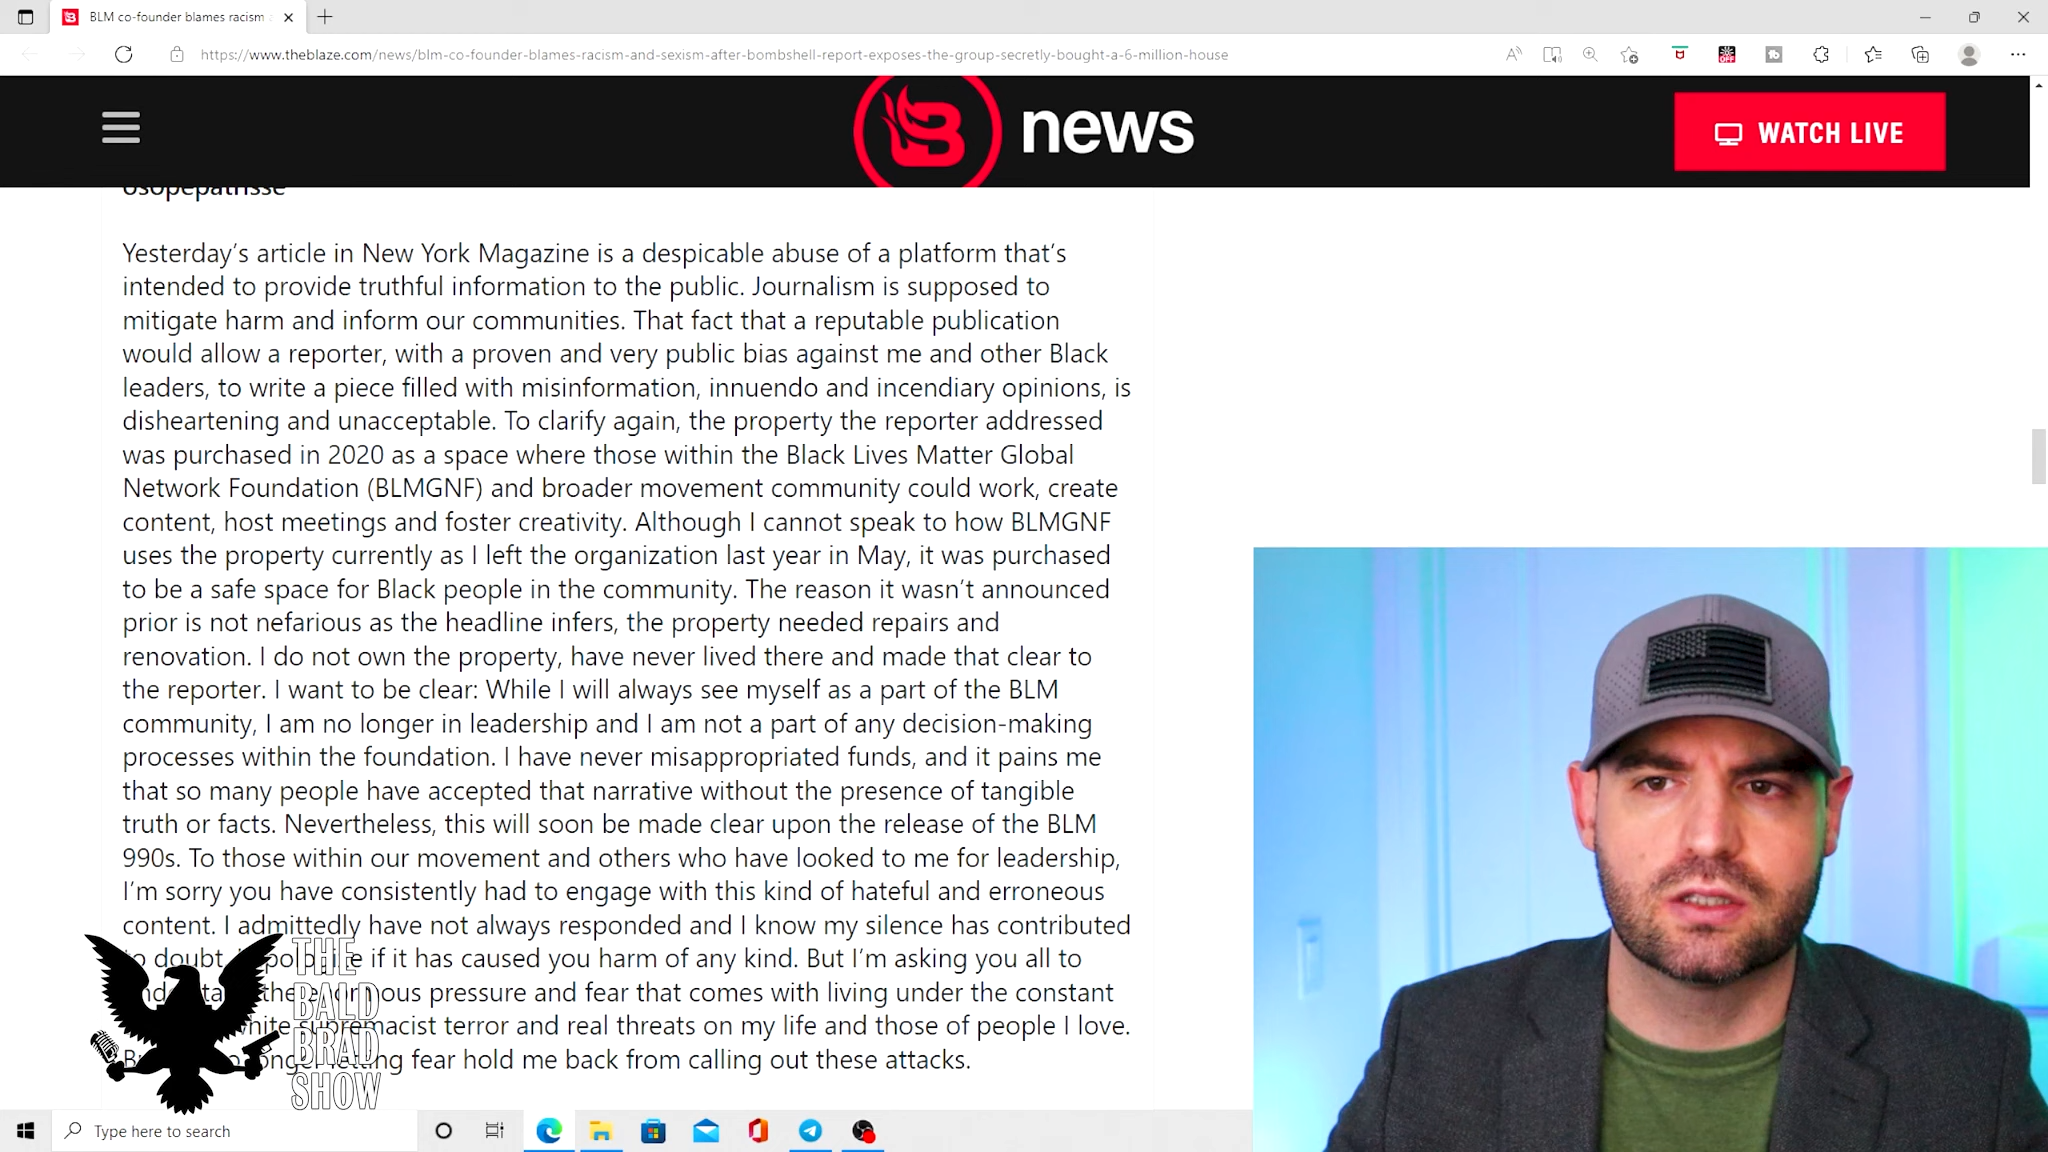 BLM co-founder blames racism
https://www.theblaze.com/news/blm-co-founder-blames-racism-and-sexism-after-bombshell-report-exposes-the-group-secretly-bought-a-6-million-house
news
WATCH LIVE
osopepatrisse
Yesterday's article in New York Magazine is a despicable abuse of a platform that's
intended to provide truthful information to the public. Journalism is supposed to
mitigate harm and inform our communities. That fact that a reputable publication
would allow a reporter, with a proven and very public bias against me and other Black
leaders, to write a piece filled with misinformation, innuendo and incendiary opinions, is
disheartening and unacceptable. To clarify again, the property the reporter addressed
was purchased in 2020 as a space where those within the Black Lives Matter Global
Network Foundation (BLMGNF) and broader movement community could work, create
content, host meetings and foster creativity. Although I cannot speak to how BLMGNF
uses the property currently as I left the organization last year in May, it was purchased
to be a safe space for Black people in the community. The reason it wasn't announced
prior is not nefarious as the headline infers, the property needed repairs and
renovation. I do not own the property, have never lived there and made that clear to
the reporter. I want to be clear: While I will always see myself as a part of the BLM
community, I am no longer in leadership and I am not a part of any decision-making
processes within the foundation. I have never misappropriated funds, and it pains me
that so many people have accepted that narrative without the presence of tangible
truth or facts. Nevertheless, this will soon be made clear upon the release of the BLM
990s. To those within our movement and others who have looked to me for leadership,
I'm sorry you have consistently had to engage with this kind of hateful and erroneous
content. I admittedly have not always responded and I know my silence has contributed
doubt if it has caused you harm of any kind. But I'm asking you all to
pressure and fear that comes with living under the constant
supremacist terror and real threats on my life and those of people I love.
fear hold me back from calling out these attacks.
THE
BALD
BRAD
SHOW
Type here to search